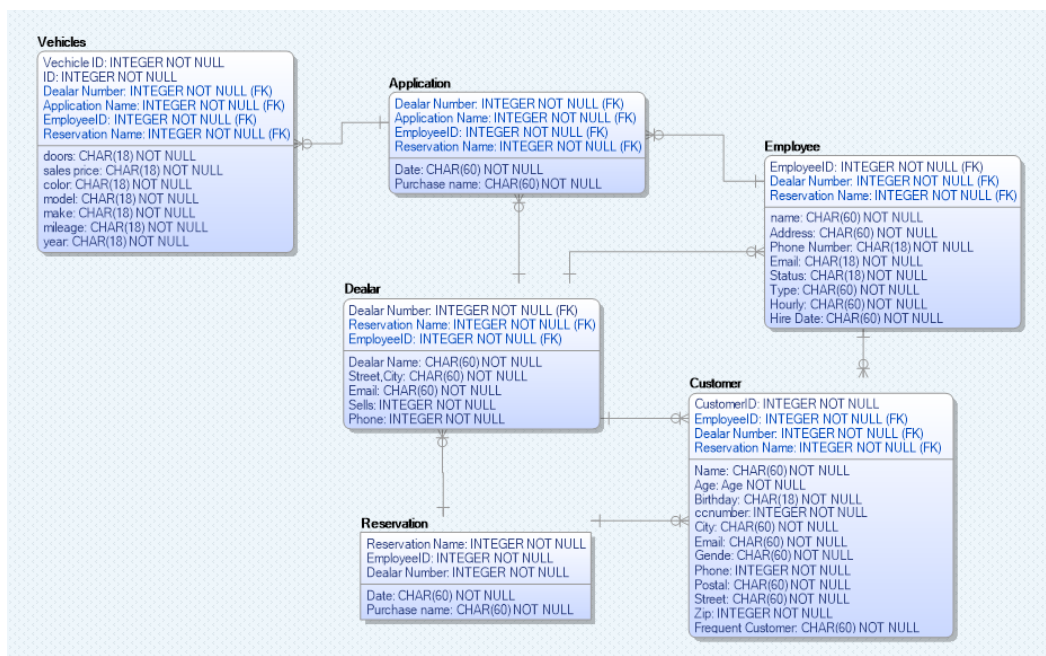 Vehicles
Vechicle ID: INTEGER NOT NULL
ID: INTEGER NOT NULL
Dealar Number: INTEGER NOT NULL (FK)
Application Name: INTEGER NOT NULL (FK)
EmployeeID: INTEGER NOT NULL (FK)
Reservation Name: INTEGER NOT NULL (FK)
doors: CHAR(18) NOT NULL
sales price: CHAR(18) NOT NULL
color: CHAR(18) NOT NULL
model: CHAR(18) NOT NULL
make: CHAR(18) NOT NULL
mileage: CHAR(18) NOT NULL
year: CHAR(18) NOT NULL
Application
Dealar Number: INTEGER NOT NULL (FK)
Application Name: INTEGER NOT NULL (FK)
EmployeeID: INTEGER NOT NULL (FK)
Reservation Name: INTEGER NOT NULL (FK)
Date: CHAR(60) NOT NULL
Purchase name: CHAR(60) NOT NULL
Employee
EmployeeID: INTEGER NOT NULL (FK)
Dealar Number: INTEGER NOT NULL (FK)
Reservation Name: INTEGER NOT NULL (FK)
name: CHAR(60) NOT NULL
Address: CHAR(60) NOT NULL
Phone Number: CHAR(18) NOT NULL
Email: CHAR(18) NOT NULL
Status: CHAR(18) NOT NULL
Type: CHAR(60) NOT NULL
Hourly: CHAR(60) NOT NULL
Hire Date: CHAR(60) NOT NULL
Dealar
Dealar Number: INTEGER NOT NULL (FK)
Reservation Name: INTEGER NOT NULL (FK)
EmployeeID: INTEGER NOT NULL (FK)
Dealar Name: CHAR(60) NOT NULL
Street,City: CHAR(60) NOT NULL
Email: CHAR(60) NOT NULL
Sells: INTEGER NOT NULL
Phone: INTEGER NOT NULL
Customer
CustomerID: INTEGER NOT NULL
EmployeeID: INTEGER NOT NULL (FK)
Dealar Number: INTEGER NOT NULL (FK)
Reservation Name: INTEGER NOT NULL (FK)
Name: CHAR(60) NOT NULL
Age: Age NOT NULL
Birthday: CHAR(18) NOT NULL
ccnumber: INTEGER NOT NULL
City: CHAR(60) NOT NULL
Email: CHAR(60) NOT NULL
Gende: CHAR(60) NOT NULL
Phone: INTEGER NOT NULL
Postal: CHAR(60) NOT NULL
Street: CHAR(60) NOT NULL
Zip: INTEGER NOT NULL
Frequent Customer: CHAR(60) NOT NULL
Reservation
Reservation Name: INTEGER NOT NULL
EmployeeID: INTEGER NOT NULL
Dealar Number: INTEGER NOT NULL
Date: CHAR(60) NOT NULL
Purchase name: CHAR(60) NOT NULL